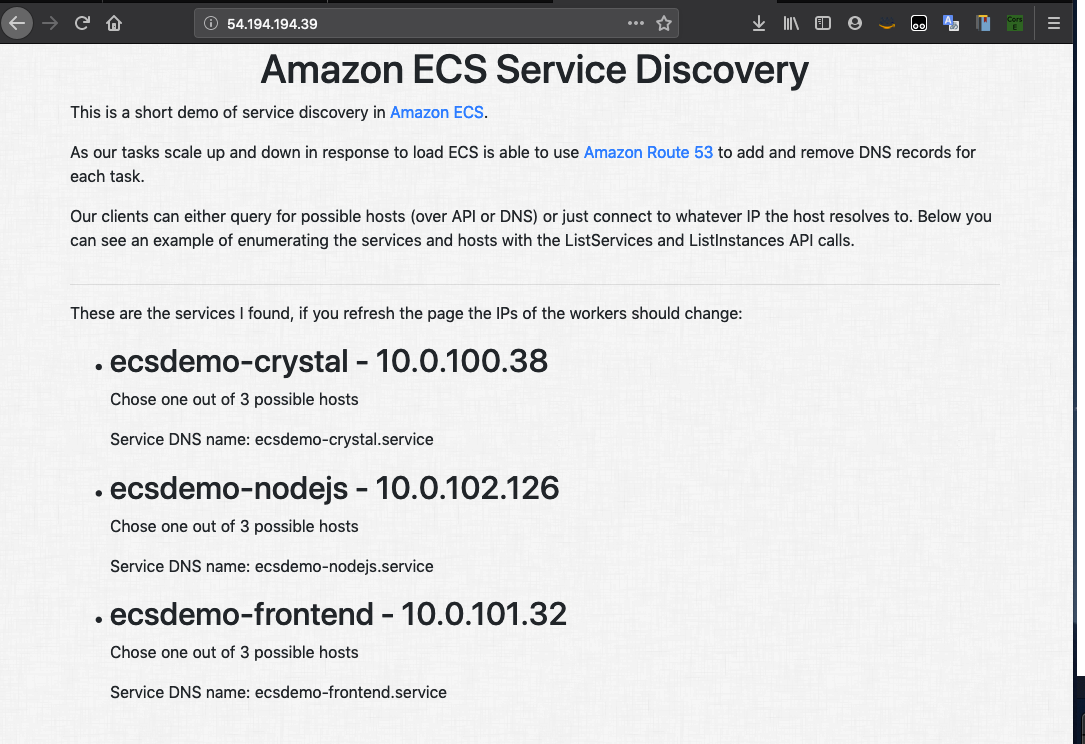 54.194.194.39
Amazon ECS Service Discovery
This is a short demo of service discovery in Amazon ECS.
As our tasks scale up and down in response to load ECS is able to use Amazon Route 53 to add and remove DNS records for
each task.
Our clients can either query for possible hosts (over API or DNS) or just connect to whatever IP the host resolves to. Below you
can see an example of enumerating the services and hosts with the ListServices and ListInstances API calls.
These are the services I found, if you refresh the page the IPs of the workers should change:
• ecsdemo-crystal - 10.0.100.38
Chose one out of 3 possible hosts
Service DNS name: ecsdemo-crystal.service
• ecsdemo-nodejs - 10.0.102.126
Chose one out of 3 possible hosts
Service DNS name: ecsdemo-nodejs.service
• ecsdemo-frontend - 10.0.101.32
Chose one out of 3 possible hosts
Service DNS name: ecsdemo-frontend.service